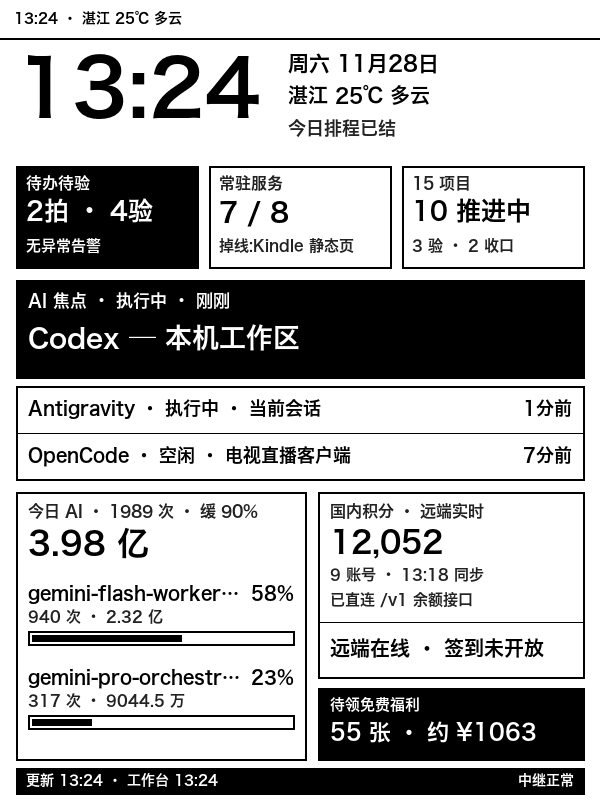 13:24 · 湛江 25℃ 多云
13:24
周六 11月28日
湛江 25℃ 多云
今日排程已结
待办待验
2拍 · 4验
无异常告警
常驻服务
7 / 8
掉线:Kindle 静态页
15 项目
10 推进中
3 验 · 2 收口
AI 焦点 · 执行中 · 刚刚
Codex — 本机工作区
Antigravity · 执行中 · 当前会话 1分前
OpenCode · 空闲 · 电视直播客户端 7分前
今日 AI · 1989 次 · 缓 90%
3.98 亿
gemini-flash-worker… 58%
940 次 · 2.32 亿
gemini-pro-orchestr… 23%
317 次 · 9044.5 万
国内积分 · 远端实时
12,052
9 账号 · 13:18 同步
已直连 /v1 余额接口
远端在线 · 签到未开放
待领免费福利
55 张 · 约 ¥1063
更新 13:24 · 工作台 13:24 中继正常